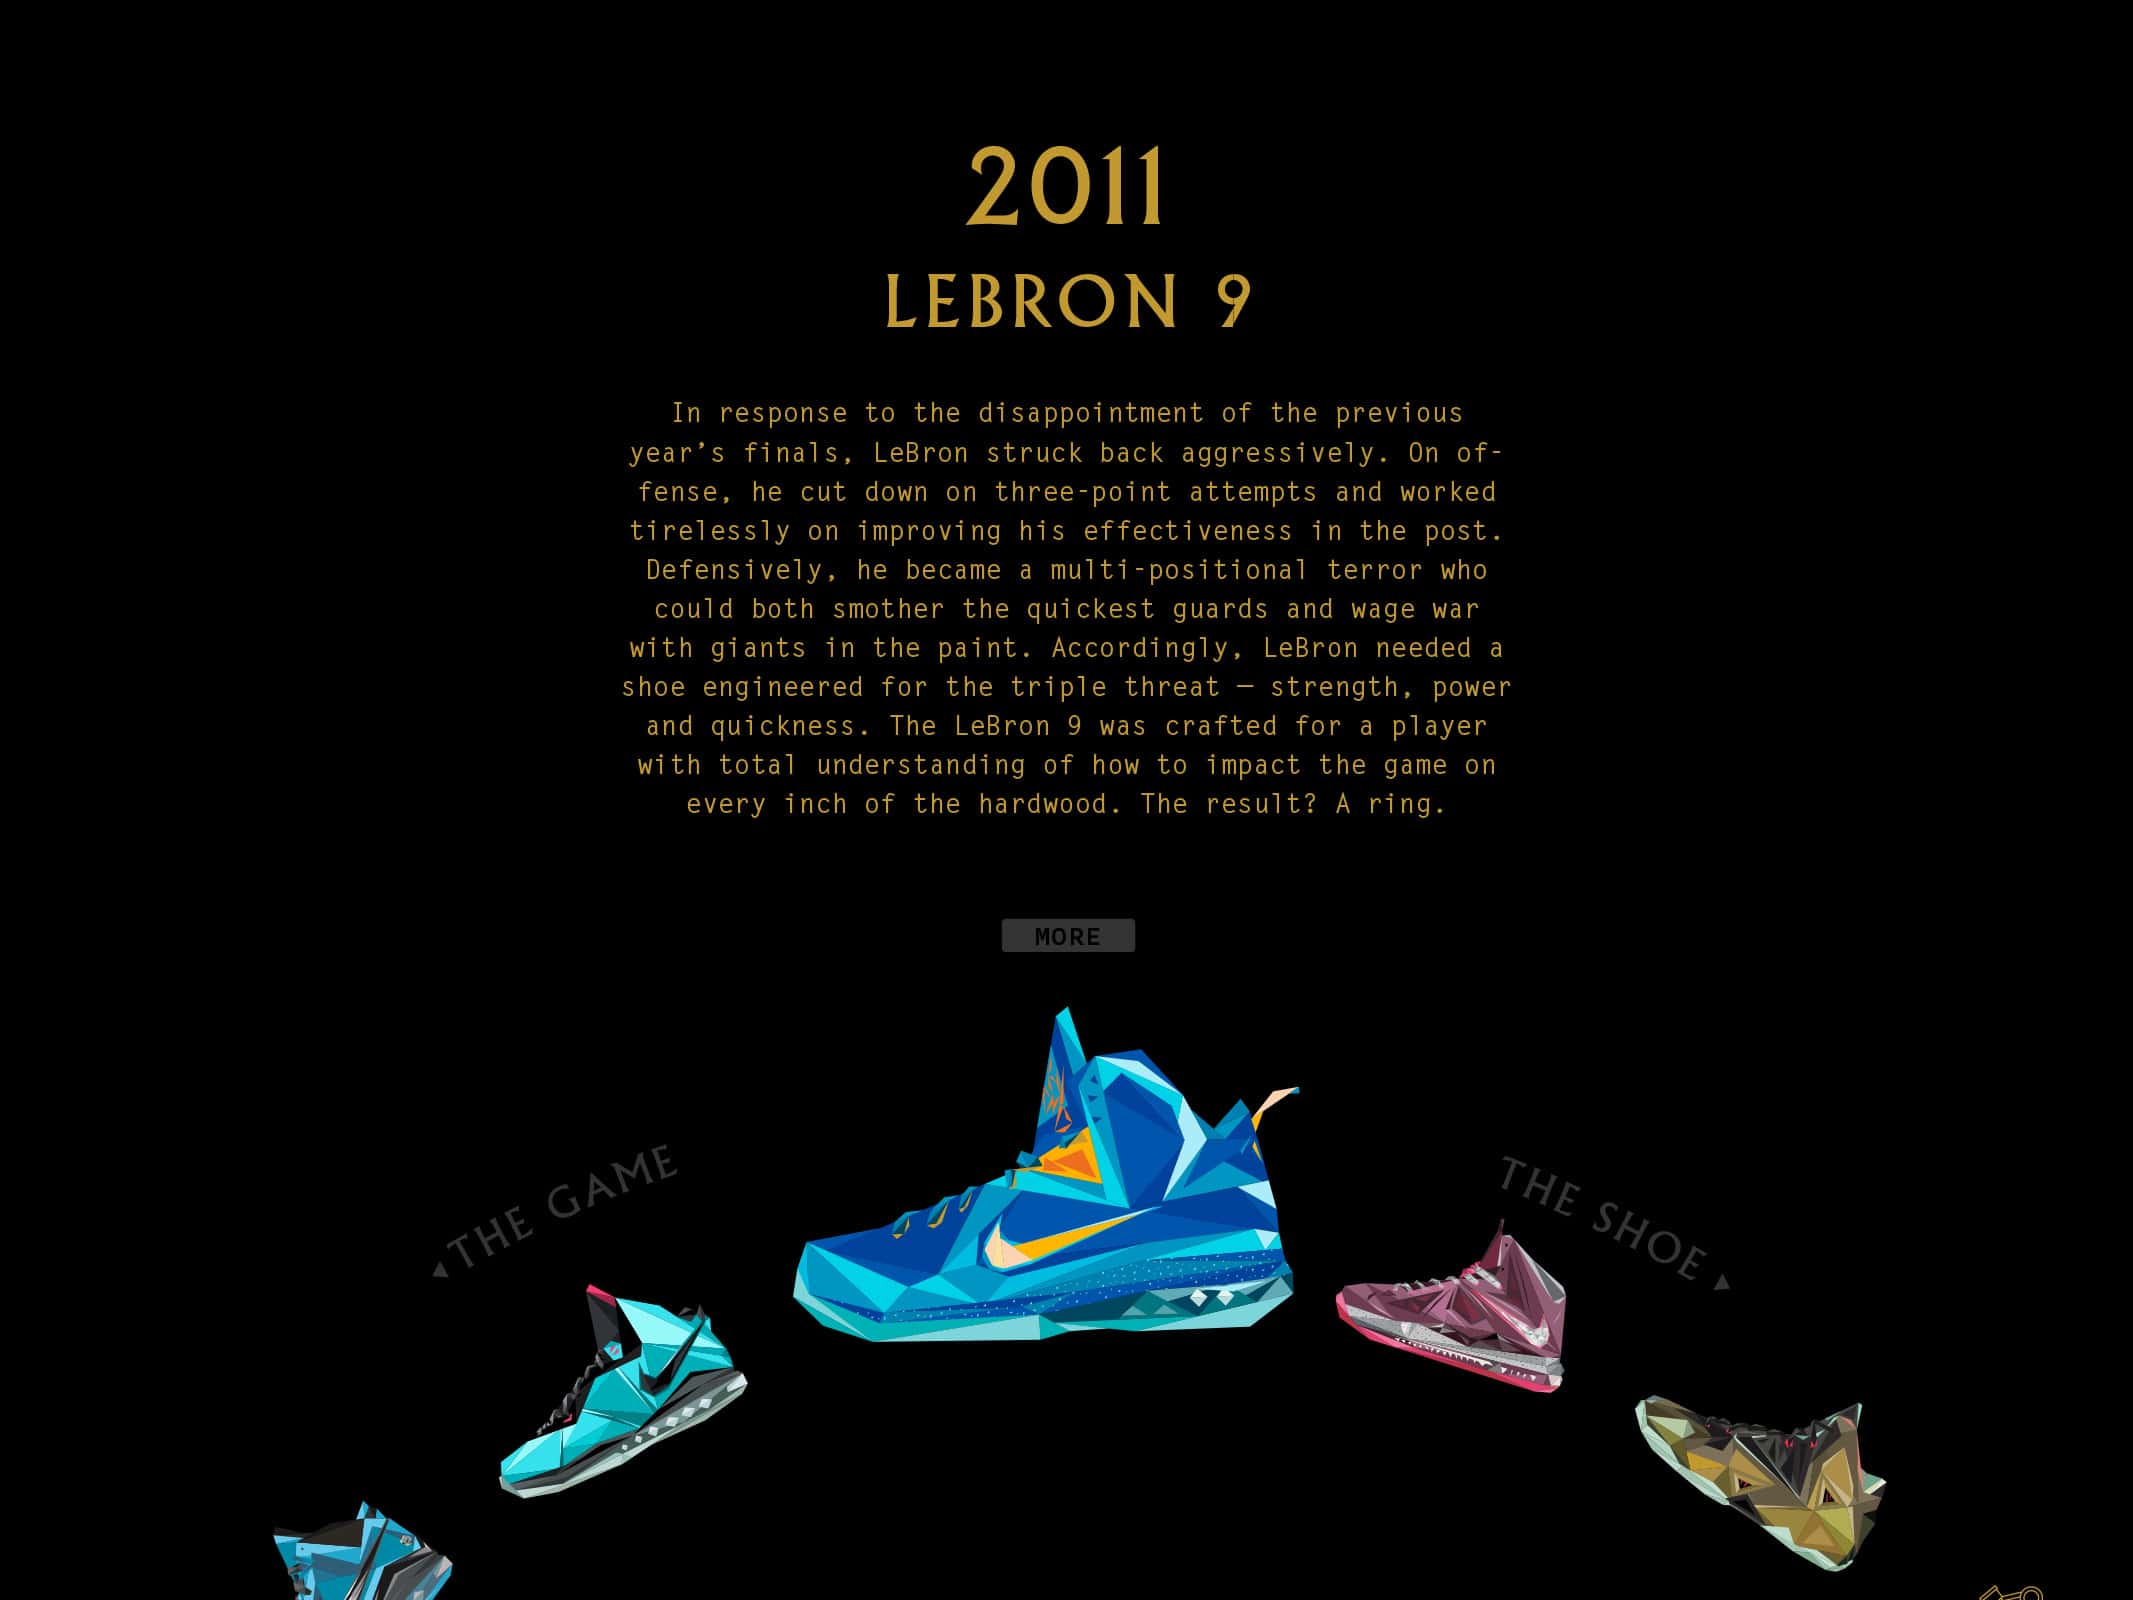 2011
LEBRON 9
In response to the disappointment of the previous
year’s finals, LeBron struck back aggressively. On of-
fense, he cut down on three-point attempts and worked
tirelessly on improving his effectiveness in the post.
Defensively, he became a multi-positional terror who
could both smother the quickest guards and wage war
with giants in the paint. Accordingly, LeBron needed a
shoe engineered for the triple threat — strength, power
and quickness. The LeBron 9 was crafted for a player
with total understanding of how to impact the game on
every inch of the hardwood. The result? A ring.
MORE
THE GAME
THE SHOE